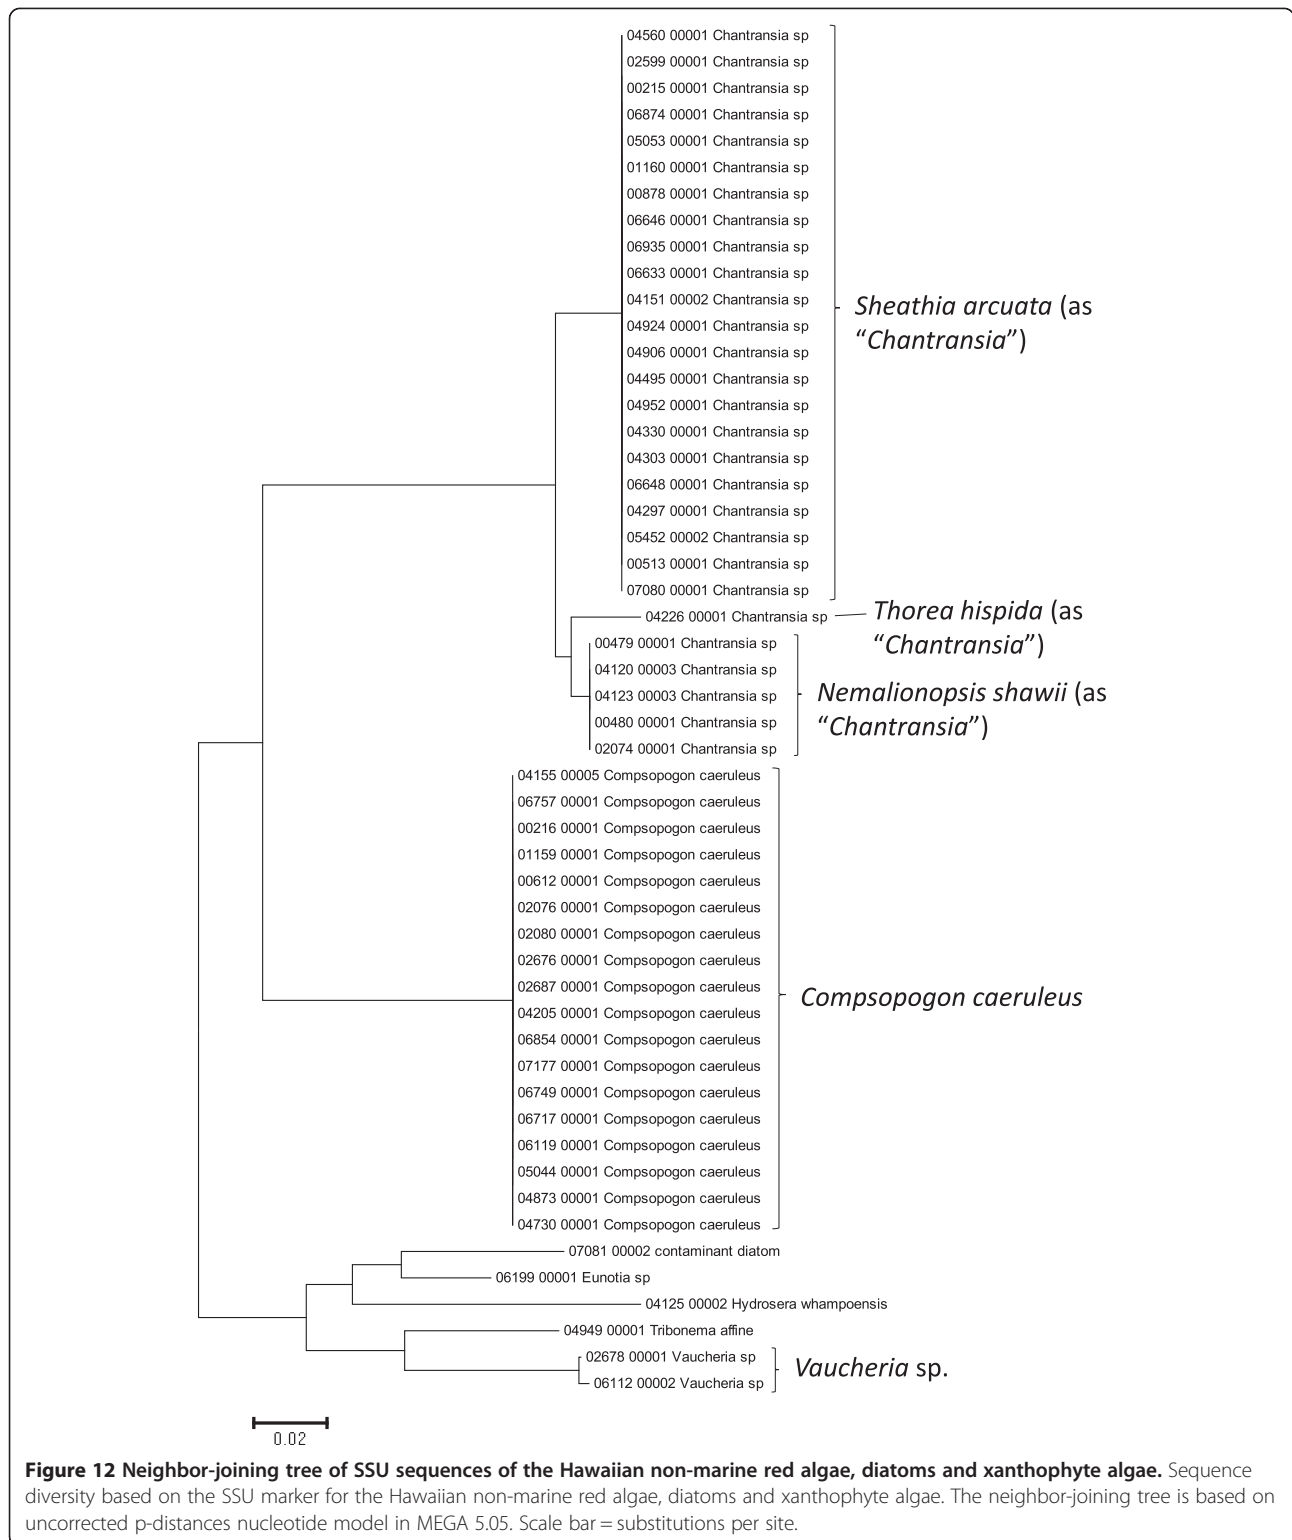 04560 00001 Chantransia sp
02599 00001 Chantransia sp
00215 00001 Chantransia sp
06874 00001 Chantransia sp
05053 00001 Chantransia sp
01160 00001 Chantransia sp
00878 00001 Chantransia sp
06646 00001 Chantransia sp
06935 00001 Chantransia sp
06633 00001 Chantransia sp
04151 00002 Chantransia sp
04924 00001 Chantransia sp
04906 00001 Chantransia sp
04495 00001 Chantransia sp
04952 00001 Chantransia sp
04330 00001 Chantransia sp
04303 00001 Chantransia sp
06648 00001 Chantransia sp
04297 00001 Chantransia sp
05452 00002 Chantransia sp
00513 00001 Chantransia sp
07080 00001 Chantransia sp
Sheathia arcuata (as
“Chantransia”)
04226 00001 Chantransia sp
Thorea hispida (as
“Chantransia”)
00479 00001 Chantransia sp
04120 00003 Chantransia sp
04123 00003 Chantransia sp
00480 00001 Chantransia sp
02074 00001 Chantransia sp
Nemalionopsis shawii (as
“Chantransia”)
04155 00005 Compsopogon caeruleus
06757 00001 Compsopogon caeruleus
00216 00001 Compsopogon caeruleus
01159 00001 Compsopogon caeruleus
00612 00001 Compsopogon caeruleus
02076 00001 Compsopogon caeruleus
02080 00001 Compsopogon caeruleus
02676 00001 Compsopogon caeruleus
02687 00001 Compsopogon caeruleus
04205 00001 Compsopogon caeruleus
06854 00001 Compsopogon caeruleus
07177 00001 Compsopogon caeruleus
06749 00001 Compsopogon caeruleus
06717 00001 Compsopogon caeruleus
06119 00001 Compsopogon caeruleus
05044 00001 Compsopogon caeruleus
04873 00001 Compsopogon caeruleus
04730 00001 Compsopogon caeruleus
Compsopogon caeruleus
07081 00002 contaminant diatom
06199 00001 Eunotia sp
04125 00002 Hydrosera whampoensis
04949 00001 Tribonema affine
02678 00001 Vaucheria sp
06112 00002 Vaucheria sp
Vaucheria sp.
0.02
Figure 12 Neighbor-joining tree of SSU sequences of the Hawaiian non-marine red algae, diatoms and xanthophyte algae. Sequence
diversity based on the SSU marker for the Hawaiian non-marine red algae, diatoms and xanthophyte algae. The neighbor-joining tree is based on
uncorrected p-distances nucleotide model in MEGA 5.05. Scale bar = substitutions per site.